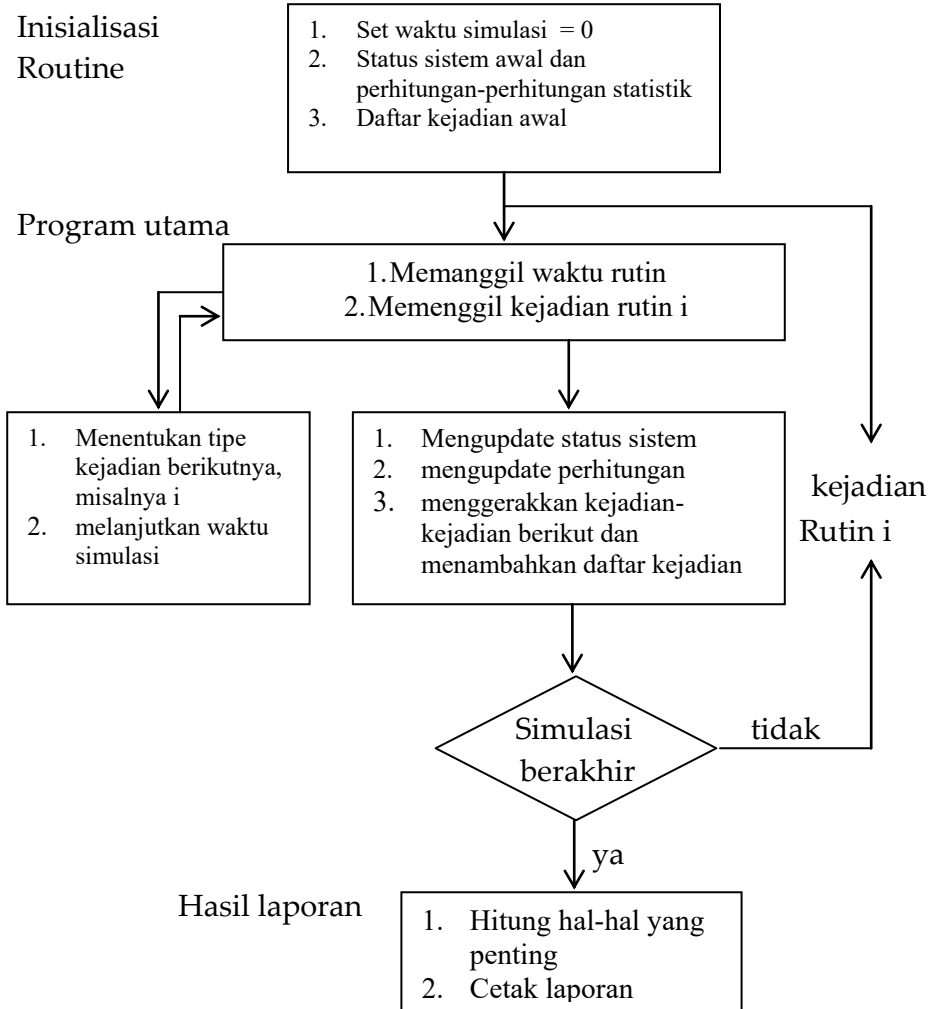 Inisialisasi
Routine
1. Set waktu simulasi = 0
2. Status sistem awal dan
perhitungan-perhitungan statistik
3. Daftar kejadian awal
Program utama
1.Memanggil waktu rutin
2.Memenggil kejadian rutin i
1. Menentukan tipe
kejadian berikutnya,
misalnya i
2. melanjutkan waktu
simulasi
1. Mengupdate status sistem
2. mengupdate perhitungan
3. menggerakkan kejadian-
kejadian berikut dan
menambahkan daftar kejadian
kejadian
Rutin i
Simulasi
berakhir
tidak
ya
Hasil laporan
1. Hitung hal-hal yang
penting
2. Cetak laporan